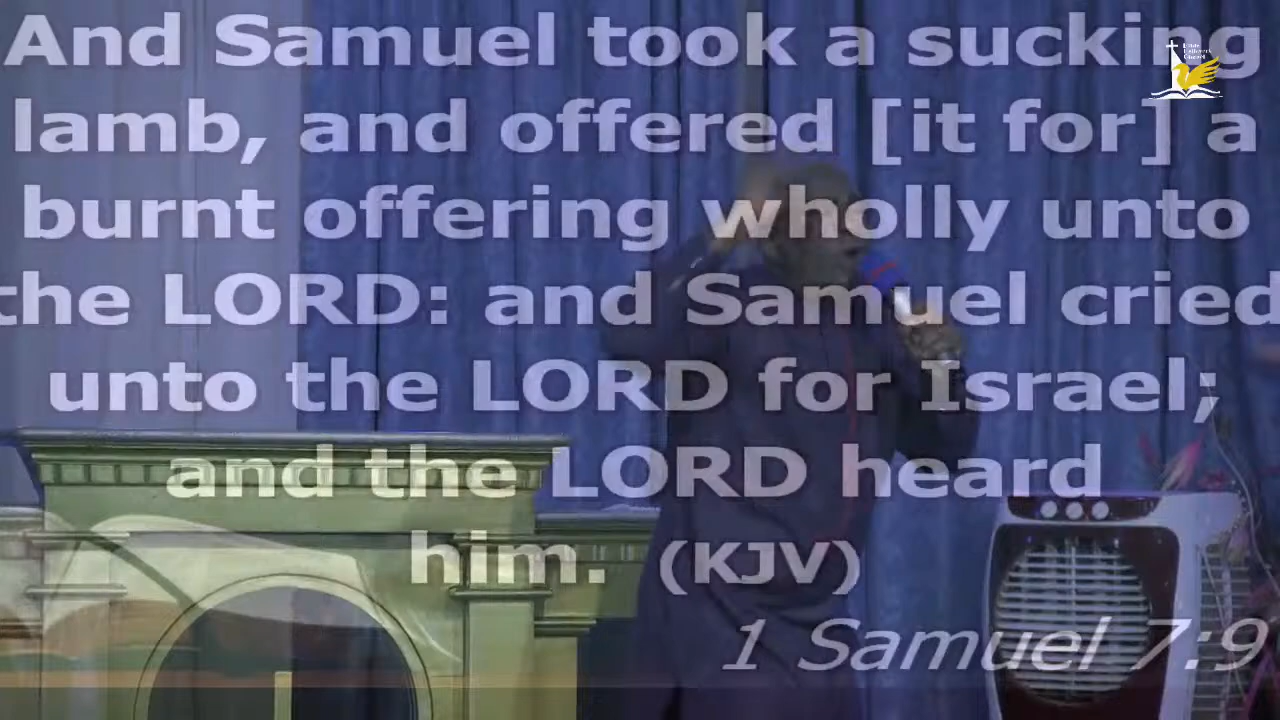 And Samuel took a sucking
lamb, and offered [it for] a
burnt offering wholly unto
the LORD: and Samuel cried
unto the LORD for Israel;
and the LORD heard
him. (KJV)
1 Samuel 7:9